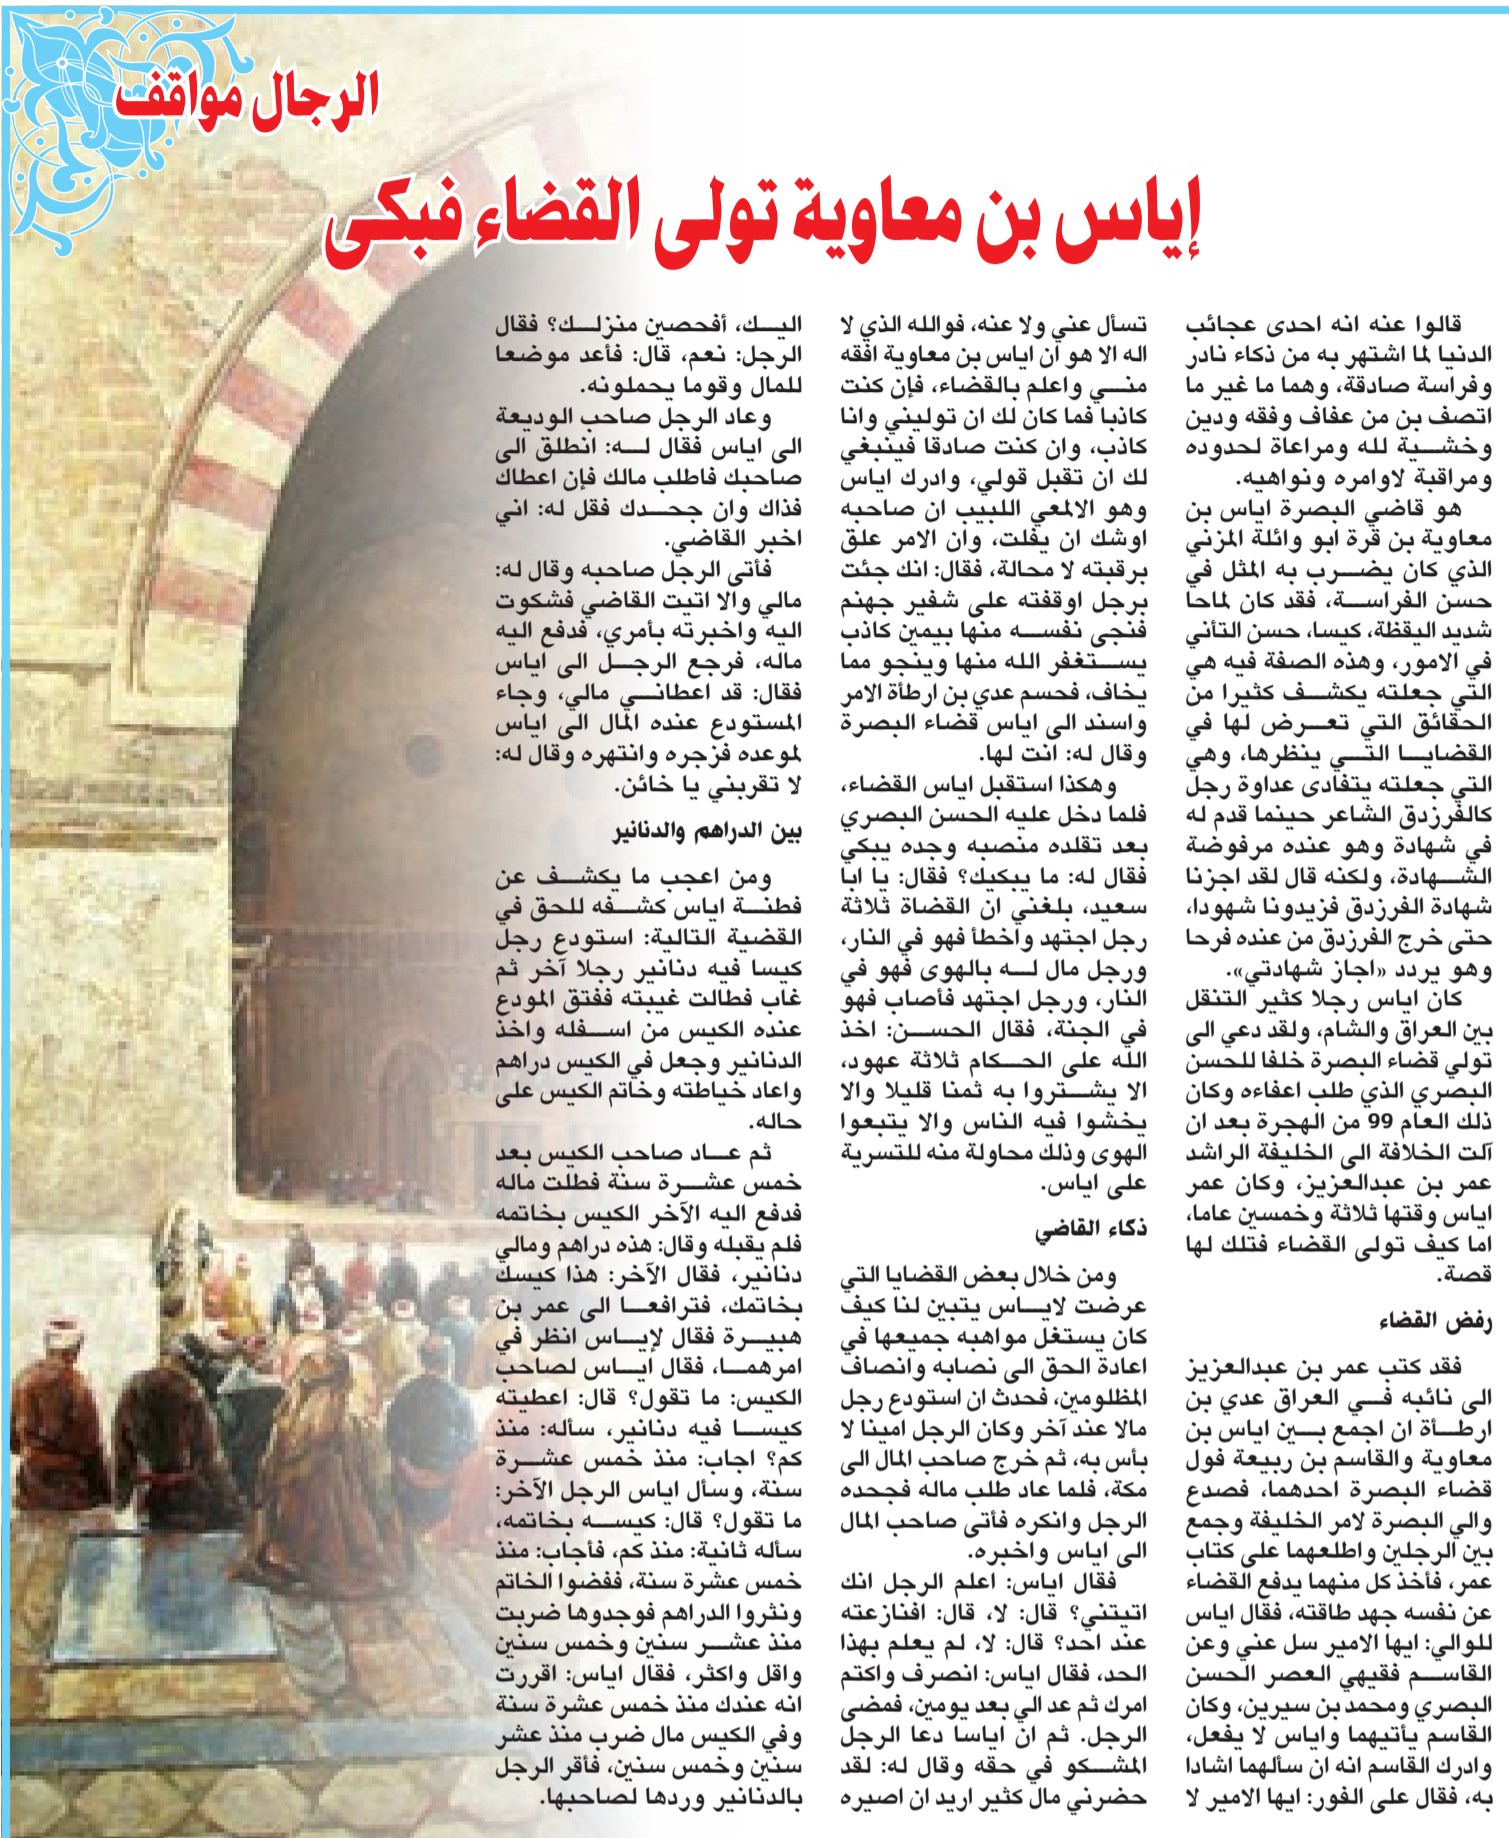 الرجال مواقف
إياس بن معاوية تولى القضاء فبكى
قالوا عنه انه احدى عجائب
الدنيا لما اشتهر به من ذكاء نادر
وفراسة صادقة، وهما ما غير ما
اتصف بن من عفاف وفقه ودين
وخشية لله ومراعاة لحدوده
ومراقبة لاوامره ونواهيه.
هو قاضي البصرة اياس بن
معاوية بن قرة ابو وائلة المزني
الذي كان يضرب به المثل في
حسن الفراسة، فقد كان لماحا
شديد اليقظة، كيسا، حسن التأني
في الامور، وهذه الصفة فيه هي
التي جعلته يكشف كثيرا من
الحقائق التي تعرض لها في
القضايا التي ينظرها، وهي
التي جعلته يتفادى عداوة رجل
كالفرزدق الشاعر حينما قدم له
في شهادة وهو عنده مرفوضة
الشهادة، ولكنه قال لقد اجزنا
شهادة الفرزدق فزيدونا شهودا،
حتى خرج الفرزدق من عنده فرحا
وهو يردد «اجاز شهادتي».
كان اياس رجلا كثير التنقل
بين العراق والشام، ولقد دعي الى
تولي قضاء البصرة خلفا للحسن
البصري الذي طلب اعفاءه وكان
ذلك العام 99 من الهجرة بعد ان
آلت الخلافة الى الخليفة الراشد
عمر بن عبدالعزيز، وكان عمر
اياس وقتها ثلاثة وخمسين عاما،
اما كيف تولى القضاء فتلك لها
قصة.
رفض القضاء
فقد كتب عمر بن عبدالعزيز
الى نائبه في العراق عدي بن
ارطأة ان اجمع بين اياس بن
معاوية والقاسم بن ربيعة فول
قضاء البصرة احدهما، فصدع
والي البصرة لامر الخليفة وجمع
بين الرجلين واطلعهما على كتاب
عمر، فأخذ كل منهما يدفع القضاء
عن نفسه جهد طاقته، فقال اياس
للوالي: ايها الامير سل عني وعن
القاسم فقيهي العصر الحسن
البصري ومحمد بن سيرين، وكان
القاسم يأتيهما واياس لا يفعل،
وادرك القاسم انه ان سألهما اشادا
به، فقال على الفور: ايها الامير لا
تسأل عني ولا عنه، فوالله الذي لا
اله الا هو ان اياس بن معاوية افقه
مني واعلم بالقضاء، فإن كنت
كاذبا فما كان لك ان توليني وانا
كاذب، وان كنت صادقا فينبغي
لك ان تقبل قولي، وادرك اياس
وهو الالمعي اللبيب ان صاحبه
اوشك ان يفلت، وان الامر علق
برقبته لا محالة، فقال: انك جئت
برجل اوقفته على شفير جهنم
فنجى نفسه منها بيمين كاذب
يستغفر الله منها وينجو مما
يخاف، فحسم عدي بن ارطأة الامر
واسند الى اياس قضاء البصرة
وقال له: انت لها.
وهكذا استقبل اياس القضاء،
فلما دخل عليه الحسن البصري
بعد تقلده منصبه وجده يبكي
فقال له: ما يبكيك؟ فقال: يا ابا
سعيد، بلغني ان القضاة ثلاثة
رجل اجتهد واخطأ فهو في النار،
ورجل مال له بالهوى فهو في
النار، ورجل اجتهد فأصاب فهو
في الجنة، فقال الحسن: اخذ
الله على الحكام ثلاثة عهود،
الا يشتروا به ثمنا قليلا والا
يخشوا فيه الناس والا يتبعوا
الهوى وذلك محاولة منه للتسرية
على اياس.
ذكاء القاضي
ومن خلال بعض القضايا التي
عرضت لاياس يتبين لنا كيف
كان يستغل مواهبه جميعها في
اعادة الحق الى نصابه وانصاف
المظلومين، فحدث ان استودع رجل
مالا عند آخر وكان الرجل امينا لا
بأس به، ثم خرج صاحب المال الى
مكة، فلما عاد طلب ماله فجحده
الرجل وانكره فأتى صاحب المال
الى اياس واخبره.
فقال اياس: اعلم الرجل انك
اتيتني؟ قال: لا، قال: افنازعته
عند احد؟ قال: لا، لم يعلم بهذا
الحد، فقال اياس: انصرف واكتم
امرك ثم عد الي بعد يومين، فمضى
الرجل. ثم ان اياسا دعا الرجل
المشكو في حقه وقال له: لقد
حضرني مال كثير اريد ان اصيره
اليك، أفحصين منزلك؟ فقال
الرجل: نعم، قال: فأعد موضعا
للمال وقوما يحملونه.
وعاد الرجل صاحب الوديعة
الى اياس فقال له: انطلق الى
صاحبك فاطلب مالك فإن اعطاك
فذاك وان جحدك فقل له: اني
اخبر القاضي.
فأتى الرجل صاحبه وقال له:
مالي والا اتيت القاضي فشكوت
اليه واخبرته بأمري، فدفع اليه
ماله، فرجع الرجل الى اياس
فقال: قد اعطاني مالي، وجاء
المستودع عنده المال الى اياس
لموعده فزجره وانتهره وقال له:
لا تقربني يا خائن.
بين الدراهم والدنانير
ومن اعجب ما يكشف عن
فطنة اياس كشفه للحق في
القضية التالية: استودع رجل
كيسا فيه دنانير رجلا آخر ثم
غاب فطالت غيبته ففتق المودع
عنده الكيس من اسفله واخذ
الدنانير وجعل في الكيس دراهم
واعاد خياطته وخاتم الكيس على
حاله.
ثم عاد صاحب الكيس بعد
خمس عشرة سنة فطلت ماله
فدفع اليه الآخر الكيس بخاتمه
فلم يقبله وقال: هذه دراهم ومالي
دنانير، فقال الآخر: هذا كيسك
بخاتمك، فترافعا الى عمر بن
هبيرة فقال لإياس انظر في
امرهما، فقال اياس لصاحب
الكيس: ما تقول؟ قال: اعطيته
كيسا فيه دنانير، سأله: منذ
كم؟ اجاب: منذ خمس عشرة
سنة، وسأل اياس الرجل الآخر:
ما تقول؟ قال: كيسه بخاتمه،
سأله ثانية: منذ كم، فأجاب: منذ
خمس عشرة سنة، ففضوا الخاتم
ونثروا الدراهم فوجدوها ضربت
منذ عشر سنين وخمس سنين
واقل واكثر، فقال اياس: اقررت
انه عندك منذ خمس عشرة سنة
وفي الكيس مال ضرب منذ عشر
سنين وخمس سنين، فأقر الرجل
بالدنانير وردها لصاحبها.